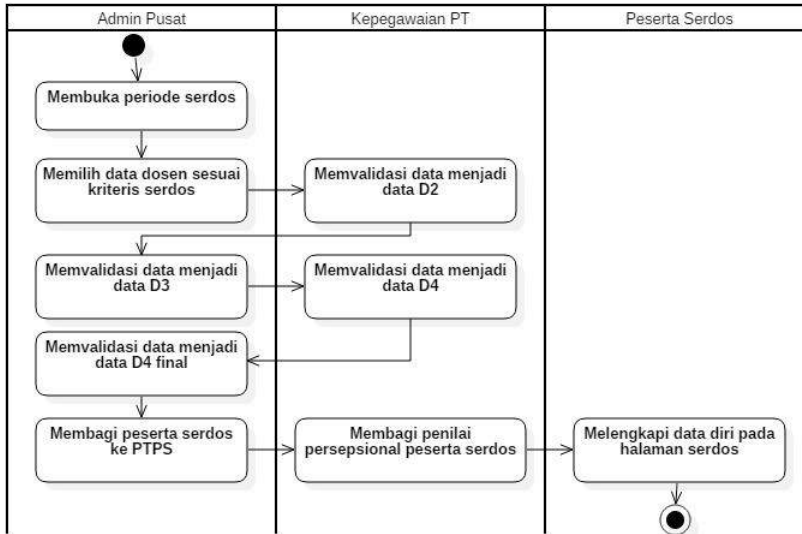 Admin Pusat
Kepegawaian PT
Peserta Serdos
Membuka periode serdos
Memilih data dosen sesuai
kriteris serdos
Memvalidasi data menjadi
data D2
Memvalidasi data menjadi
data D3
Memvalidasi data menjadi
data D4
Memvalidasi data menjadi
data D4 final
Membagi peserta serdos
ke PTPS
Membagi penilai
persepsional peserta serdos
Melengkapi data diri pada
halaman serdos